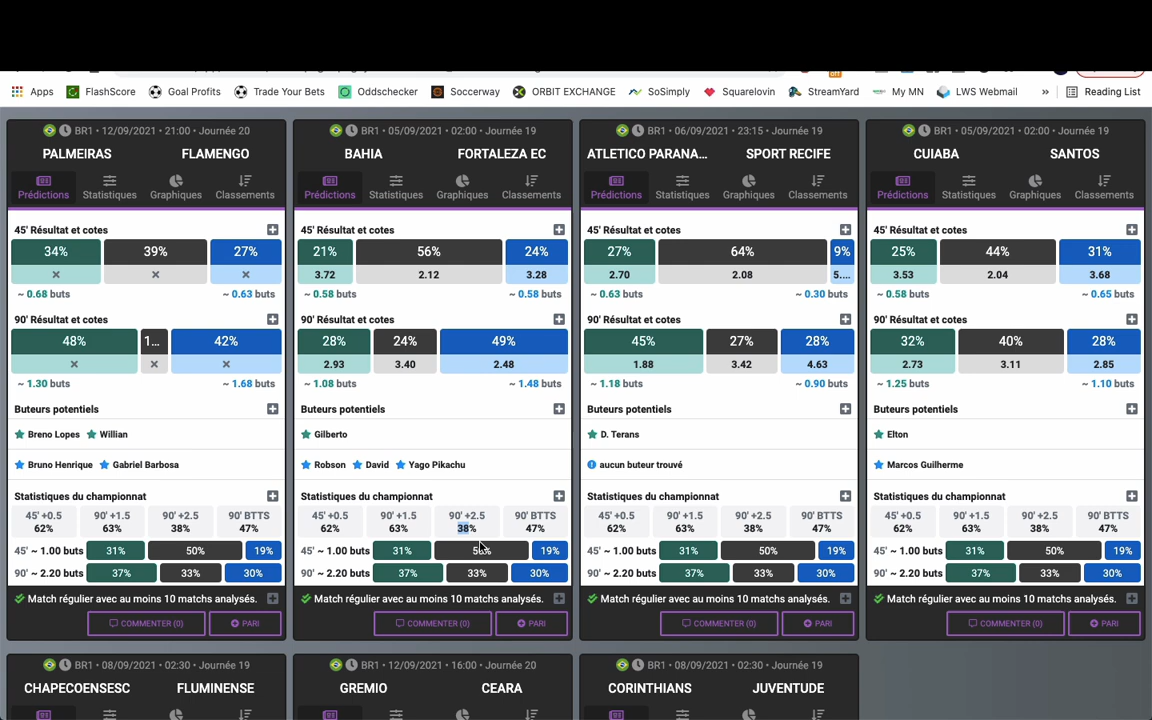 Apps FlashScore Goal Profits Trade Your Bets Oddschecker Soccerway ORBIT EXCHANGE SoSimply Squarelovin StreamYard My MN LWS Webmail » Reading List
BR1 • 12/09/2021 • 21:00 • Journée 20
PALMEIRAS FLAMENGO
Prédictions Statistiques Graphiques Classements
45' Résultat et cotes
34% 39% 27%
× × ×
~ 0.68 buts ~ 0.63 buts
90' Résultat et cotes
48% 1... 42%
× × ×
~ 1.30 buts ~ 1.68 buts
Buteurs potentiels
Breno Lopes Willian
Bruno Henrique Gabriel Barbosa
Statistiques du championnat
45' +0.5 90' +1.5 90' +2.5 90' BTTS
62% 63% 38% 47%
45' ~ 1.00 buts 31% 50% 19%
90' ~ 2.20 buts 37% 33% 30%
Match régulier avec au moins 10 matchs analysés.
COMMENTER (0) PARI
BR1 • 05/09/2021 • 02:00 • Journée 19
BAHIA FORTALEZA EC
Prédictions Statistiques Graphiques Classements
45' Résultat et cotes
21% 56% 24%
3.72 2.12 3.28
~ 0.58 buts ~ 0.58 buts
90' Résultat et cotes
28% 24% 49%
2.93 3.40 2.48
~ 1.08 buts ~ 1.48 buts
Buteurs potentiels
Gilberto
Robson David Yago Pikachu
Statistiques du championnat
45' +0.5 90' +1.5 90' +2.5 90' BTTS
62% 63% 38% 47%
45' ~ 1.00 buts 31% 50% 19%
90' ~ 2.20 buts 37% 33% 30%
Match régulier avec au moins 10 matchs analysés.
COMMENTER (0) PARI
BR1 • 06/09/2021 • 23:15 • Journée 19
ATLETICO PARANA... SPORT RECIFE
Prédictions Statistiques Graphiques Classements
45' Résultat et cotes
27% 64% 9%
2.70 2.08 5....
~ 0.63 buts ~ 0.30 buts
90' Résultat et cotes
45% 27% 28%
1.88 3.42 4.63
~ 1.18 buts ~ 0.90 buts
Buteurs potentiels
D. Terans
aucun buteur trouvé
Statistiques du championnat
45' +0.5 90' +1.5 90' +2.5 90' BTTS
62% 63% 38% 47%
45' ~ 1.00 buts 31% 50% 19%
90' ~ 2.20 buts 37% 33% 30%
Match régulier avec au moins 10 matchs analysés.
COMMENTER (0) PARI
BR1 • 05/09/2021 • 02:00 • Journée 19
CUIABA SANTOS
Prédictions Statistiques Graphiques Classements
45' Résultat et cotes
25% 44% 31%
3.53 2.04 3.68
~ 0.58 buts ~ 0.65 buts
90' Résultat et cotes
32% 40% 28%
2.73 3.11 2.85
~ 1.25 buts ~ 1.10 buts
Buteurs potentiels
Elton
Marcos Guilherme
Statistiques du championnat
45' +0.5 90' +1.5 90' +2.5 90' BTTS
62% 63% 38% 47%
45' ~ 1.00 buts 31% 50% 19%
90' ~ 2.20 buts 37% 33% 30%
Match régulier avec au moins 10 matchs analysés.
COMMENTER (0) PARI
BR1 • 08/09/2021 • 02:30 • Journée 19
CHAPECOENSESC FLUMINENSE
BR1 • 12/09/2021 • 16:00 • Journée 20
GREMIO CEARA
BR1 • 08/09/2021 • 02:30 • Journée 19
CORINTHIANS JUVENTUDE